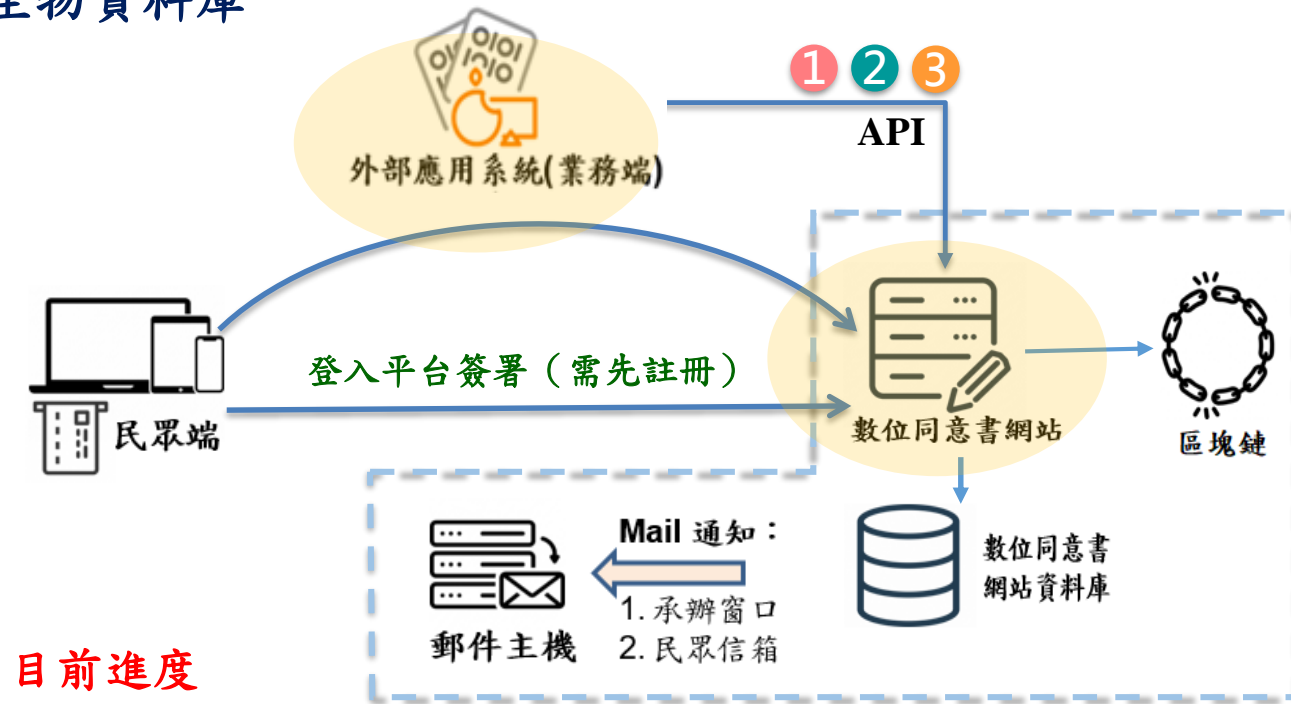 生物資料庫
1 2 3
API
外部應用系統(業務端)
登入平台簽署（需先註冊）
民眾端
數位同意書網站
區塊鏈
Mail 通知：
1. 承辦窗口
2. 民眾信箱
郵件主機
數位同意書
網站資料庫
目前進度